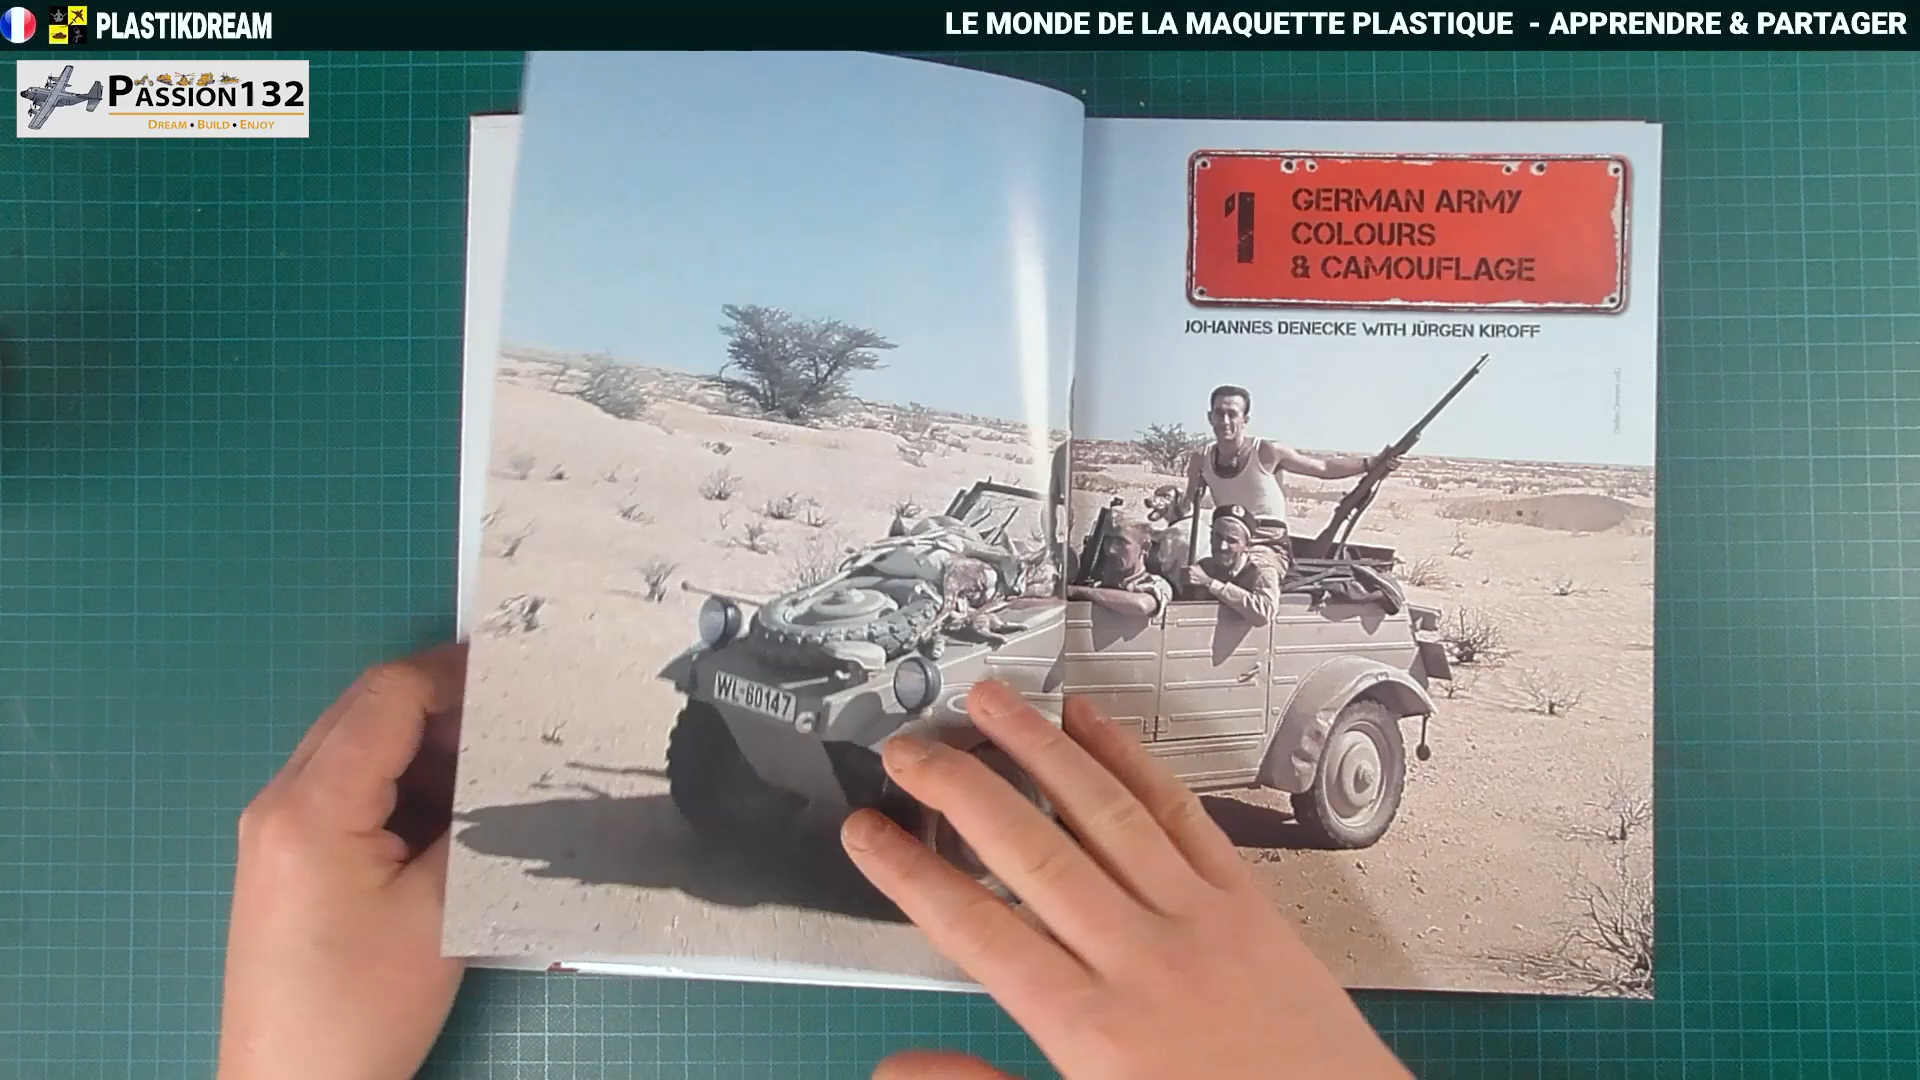 PLASTIKDREAM
LE MONDE DE LA MAQUETTE PLASTIQUE - APPRENDRE & PARTAGER
PASSION132
DREAM • BUILD • ENJOY
1
GERMAN ARMY
COLOURS
& CAMOUFLAGE
JOHANNES DENECKE WITH JÜRGEN KIROFF
WL-60147